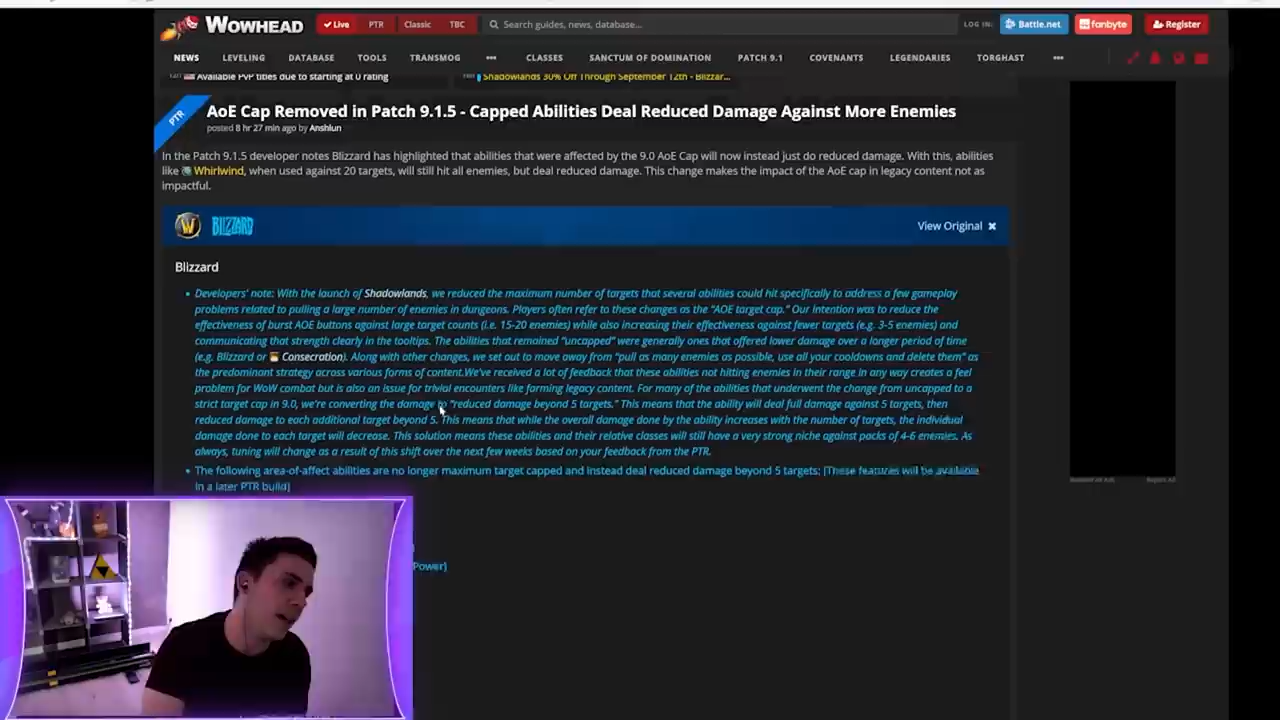 WOWHEAD
Live PTR Classic TBC
Search guides, news, database...
LOG IN: Battle.net fanbyte Register
NEWS LEVELING DATABASE TOOLS TRANSMOG ••• CLASSES SANCTUM OF DOMINATION PATCH 9.1 COVENANTS LEGENDARIES TORGHAST •••
Available PvP titles due to starting at 0 rating
Shadowlands 30% Off Through September 12th - Blizzar...
PTR
AoE Cap Removed in Patch 9.1.5 - Capped Abilities Deal Reduced Damage Against More Enemies
posted 8 hr 27 min ago by Anshlun
In the Patch 9.1.5 developer notes Blizzard has highlighted that abilities that were affected by the 9.0 AoE Cap will now instead just do reduced damage. With this, abilities
like Whirlwind, when used against 20 targets, will still hit all enemies, but deal reduced damage. This change makes the impact of the AoE cap in legacy content not as
impactful.
BLIZZARD
View Original ✖
Blizzard
• Developers' note: With the launch of Shadowlands, we reduced the maximum number of targets that several abilities could hit specifically to address a few gameplay
problems related to pulling a large number of enemies in dungeons. Players often refer to these changes as the "AOE target cap." Our intention was to reduce the
effectiveness of burst AOE buttons against large target counts (i.e. 15-20 enemies) while also increasing their effectiveness against fewer targets (e.g. 3-5 enemies) and
communicating that strength clearly in the tooltips. The abilities that remained "uncapped" were generally ones that offered lower damage over a longer period of time
(e.g. Blizzard or Consecration). Along with other changes, we set out to move away from "pull as many enemies as possible, use all your cooldowns and delete them" as
the predominant strategy across various forms of content.We've received a lot of feedback that these abilities not hitting enemies in their range in any way creates a feel
problem for WoW combat but is also an issue for trivial encounters like farming legacy content. For many of the abilities that underwent the change from uncapped to a
strict target cap in 9.0, we're converting the damage to "reduced damage beyond 5 targets." This means that the ability will deal full damage against 5 targets, then
reduced damage to each additional target beyond 5. This means that while the overall damage done by the ability increases with the number of targets, the individual
damage done to each target will decrease. This solution means these abilities and their relative classes will still have a very strong niche against packs of 4-6 enemies. As
always, tuning will change as a result of this shift over the next few weeks based on your feedback from the PTR.
• The following area-of-affect abilities are no longer maximum target capped and instead deal reduced damage beyond 5 targets: [These features will be available
in a later PTR build]
]
Power]